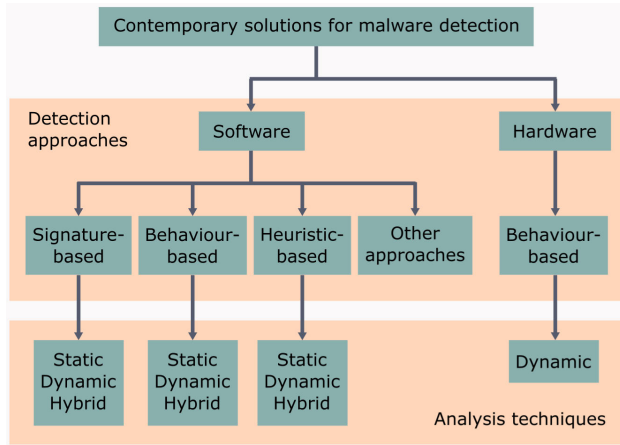 Contemporary solutions for malware detection
Detection
approaches
Software
Hardware
Signature-
based
Behaviour-
based
Heuristic-
based
Other
approaches
Behaviour-
based
Static
Dynamic
Hybrid
Static
Dynamic
Hybrid
Static
Dynamic
Hybrid
Dynamic
Analysis techniques